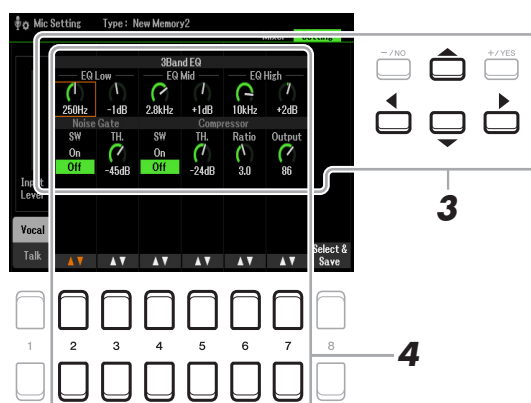 Mic Setting Type : New Memory2
Mixer Setting
3Band EQ
EQ Low EQ Mid EQ High
250Hz -1dB 2.8kHz +1dB 10kHz +2dB
Noise Gate Compressor
SW TH. SW TH. Ratio Output
On On
Off -45dB Off -24dB 3.0 86
Input
Level
Vocal
Talk
Select &
Save
-/NO +/YES
3
1 2 3 4 5 6 7 8
4